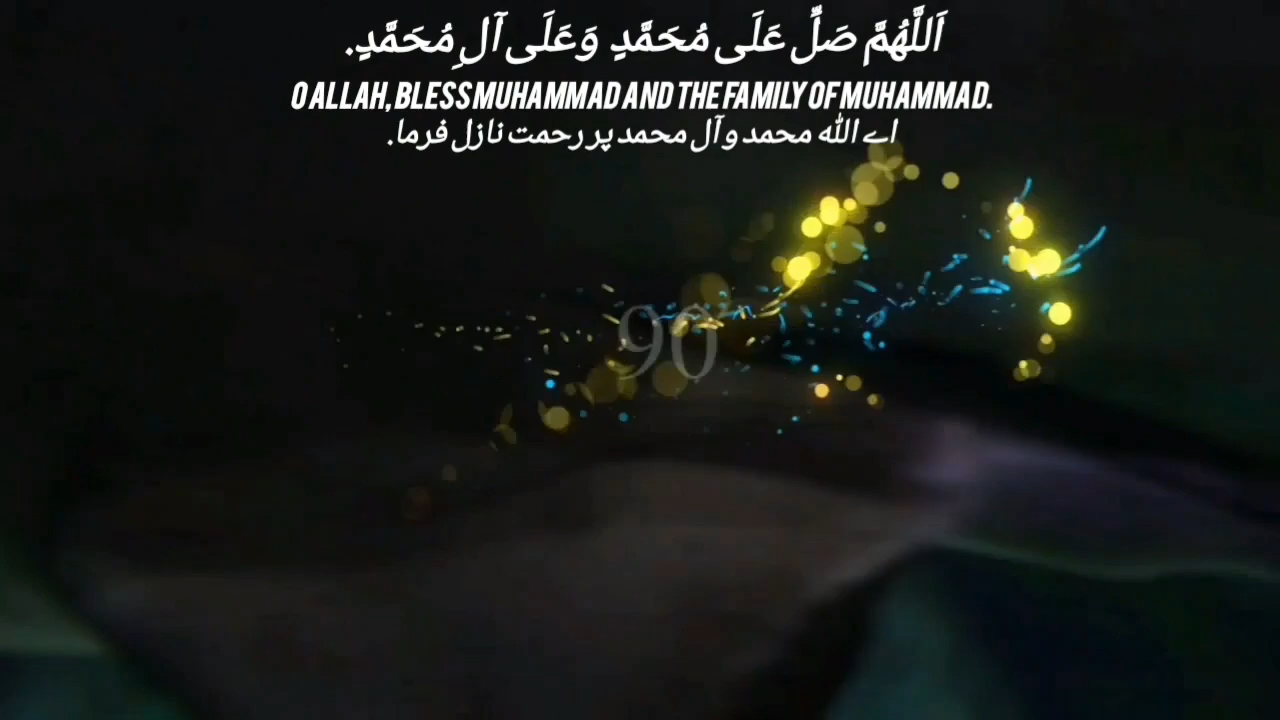 اَللَّهُمَّ صَلِّ عَلَى مُحَمَّدٍ وَعَلَى آلِ مُحَمَّدٍ.
O ALLAH, BLESS MUHAMMAD AND THE FAMILY OF MUHAMMAD.
اے اللہ محمد و آل محمد پر رحمت نازل فرما.
90